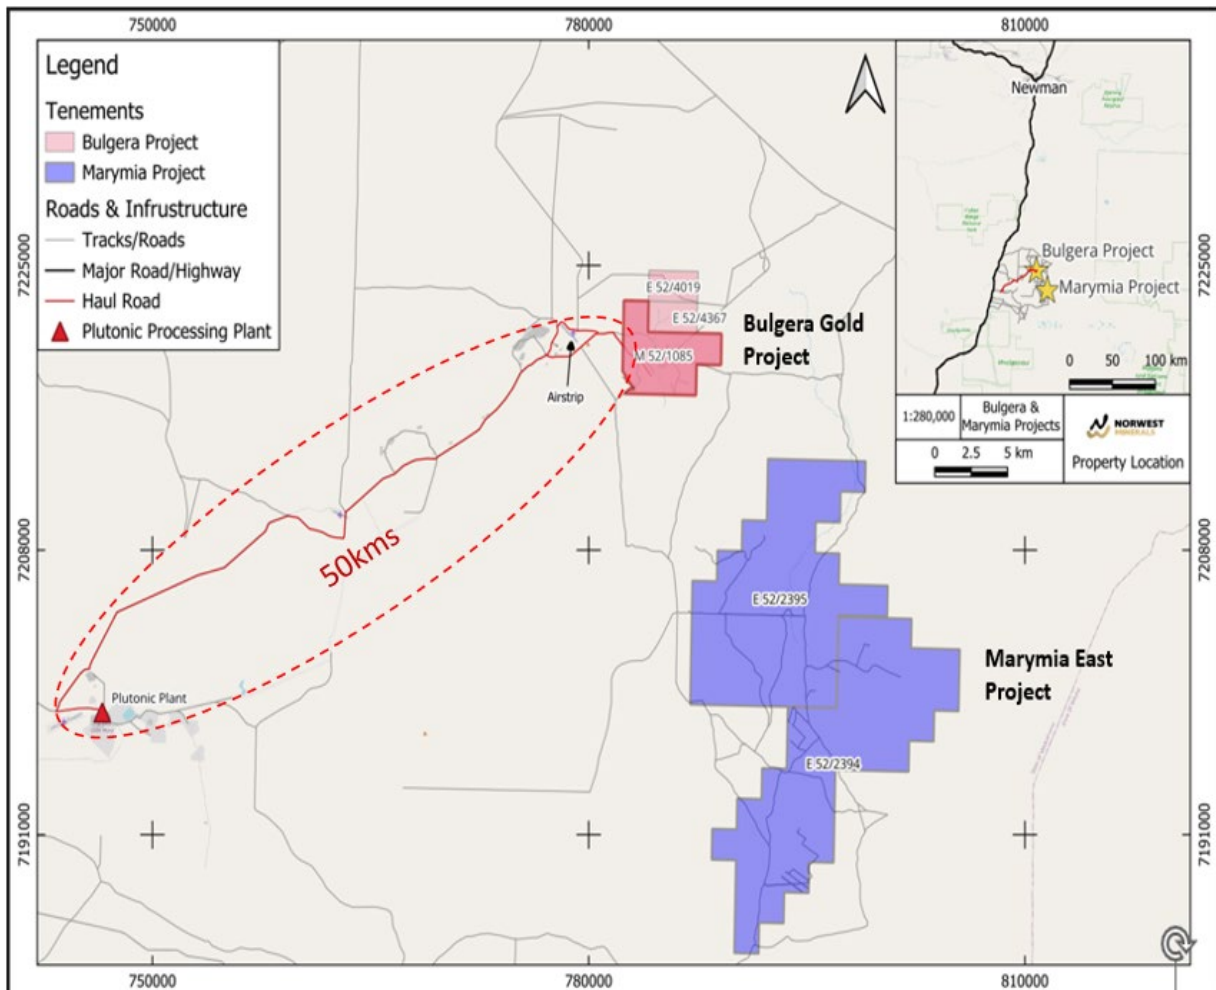 750000
780000
810000
Legend
Tenements
Bulgera Project
Marymia Project
Roads & Infrustructure
Tracks/Roads
Major Road/Highway
Haul Road
Plutonic Processing Plant
Newman
Bulgera Project
Marymia Project
0 50 100 km
1:280,000
Bulgera &
Marymia Projects
0 2.5 5 km
NORWEST
MINERALS
Property Location
7225000
7225000
E 52/4019
E 52/4367
M 52/1085
Bulgera Gold
Project
Airstrip
50kms
7208000
7208000
E 52/2395
Marymia East
Project
Plutonic Plant
E 52/2394
7191000
7191000
750000
780000
810000